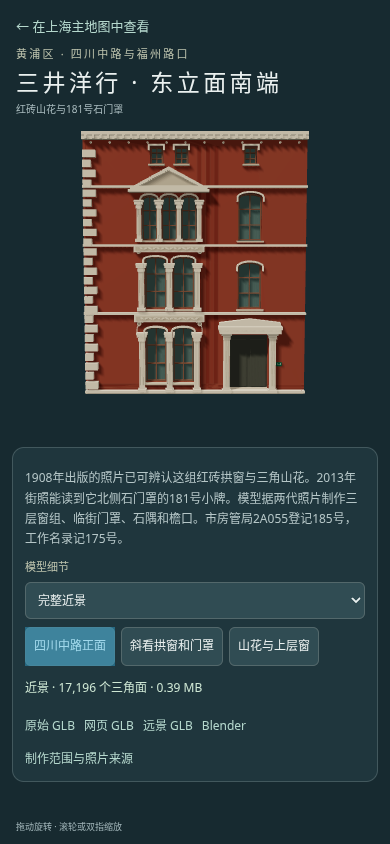 ← 在上海主地图中查看
黄浦区 · 四川中路与福州路口
三井洋行 · 东立面南端
红砖山花与181号石门罩
1908年出版的照片已可辨认这组红砖拱窗与三角山花。2013年
街照能读到它北侧石门罩的181号小牌。模型据两代照片制作三
层窗组、临街门罩、石隅和檐口。市房管局2A055登记185号，
工作名录记175号。
模型细节
完整近景
四川中路正面 斜看拱窗和门罩 山花与上层窗
近景 · 17,196 个三角面 · 0.39 MB
原始 GLB 网页 GLB 远景 GLB Blender
制作范围与照片来源
拖动旋转 · 滚轮或双指缩放